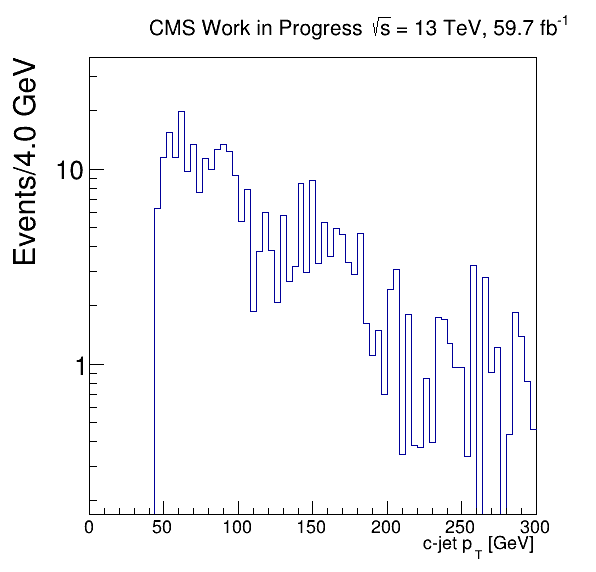 CMS Work in Progress √s = 13 TeV, 59.7 fb⁻¹
Events/4.0 GeV
10
1
0 50 100 150 200 250 300
c-jet p_T [GeV]